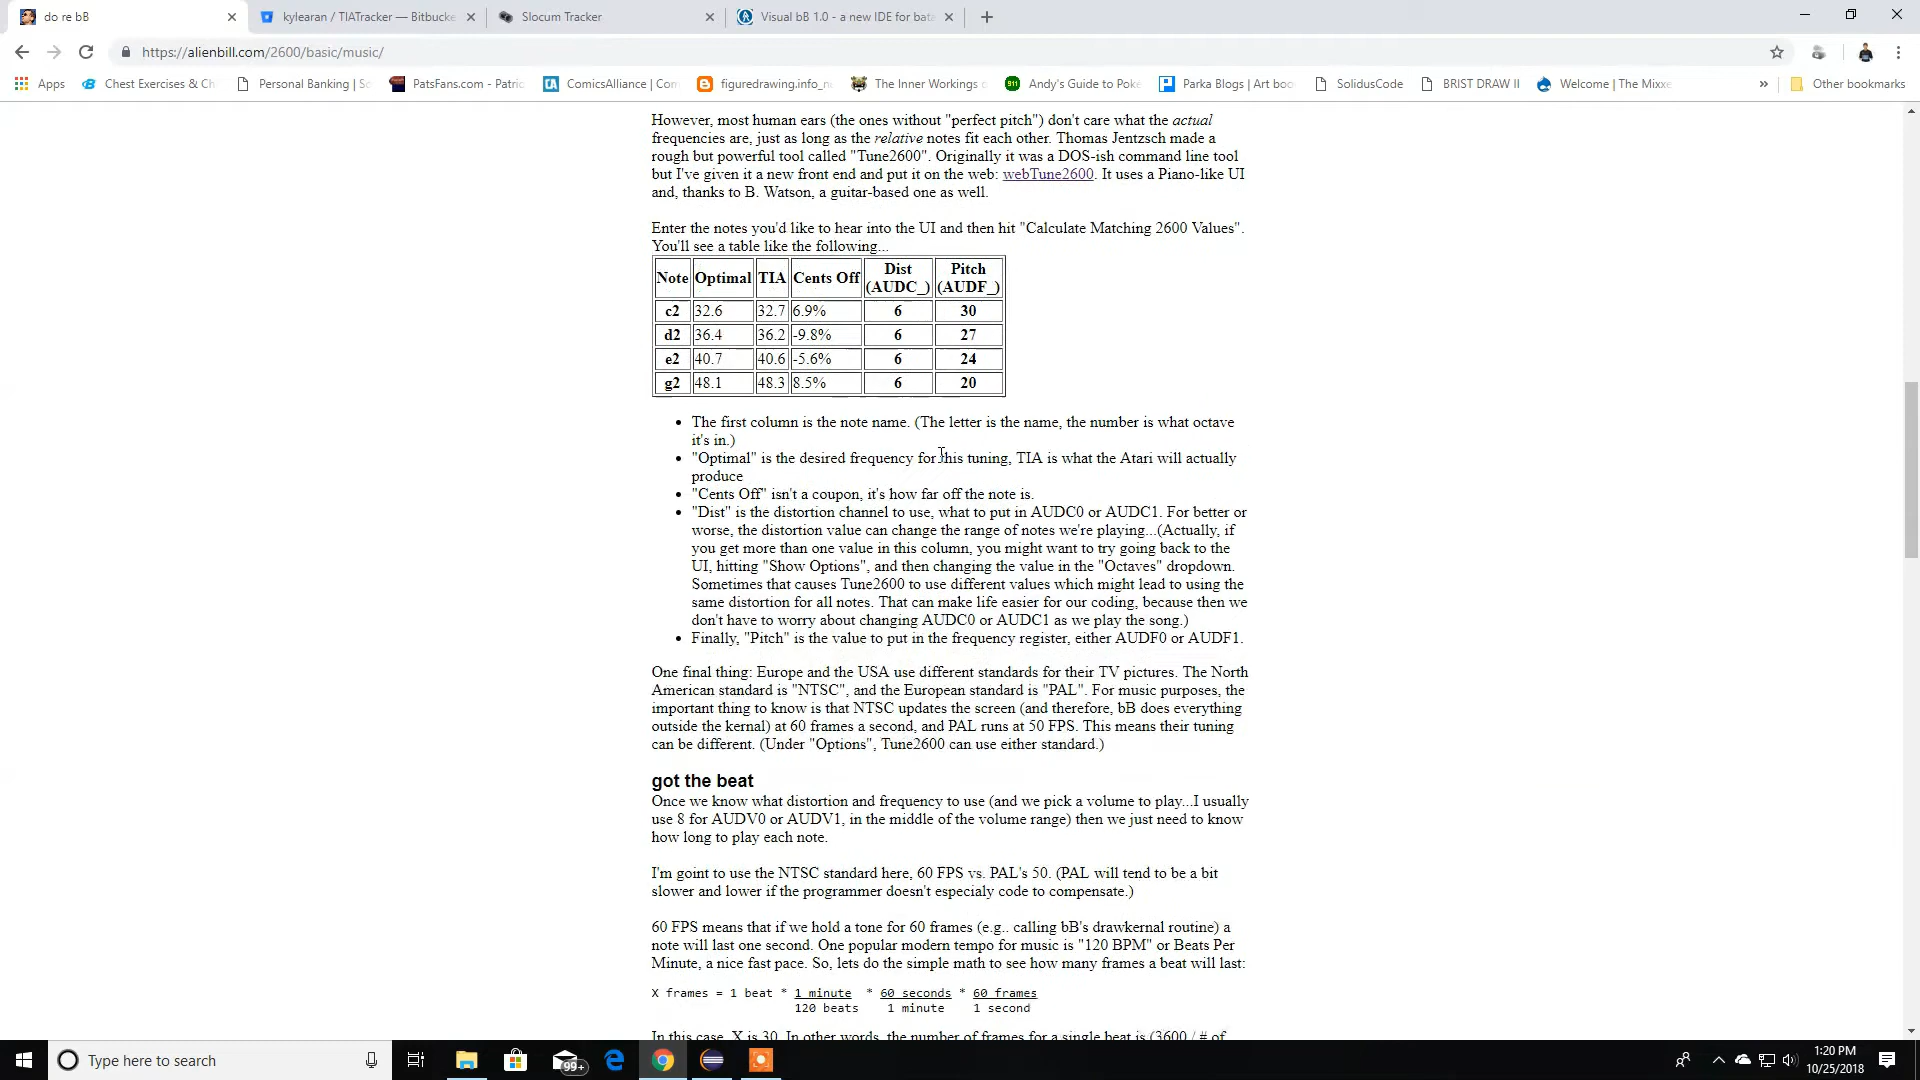 do re bB
kylearan / TIATracker — Bitbucke
Slocum Tracker
Visual bB 1.0 - a new IDE for bata
https://alienbill.com/2600/basic/music/
Apps
Chest Exercises & Ch
Personal Banking | So
PatsFans.com - Patric
ComicsAlliance | Com
figuredrawing.info_n
The Inner Workings o
Andy's Guide to Poke
Parka Blogs | Art boo
SolidusCode
BRIST DRAW II
Welcome | The Mixxe
»
Other bookmarks
However, most human ears (the ones without "perfect pitch") don't care what the actual
frequencies are, just as long as the relative notes fit each other. Thomas Jentzsch made a
rough but powerful tool called "Tune2600". Originally it was a DOS-ish command line tool
but I've given it a new front end and put it on the web: webTune2600. It uses a Piano-like UI
and, thanks to B. Watson, a guitar-based one as well.
Enter the notes you'd like to hear into the UI and then hit "Calculate Matching 2600 Values".
You'll see a table like the following...
Note Optimal TIA Cents Off Dist (AUDC_) Pitch (AUDF_)
c2 32.6 32.7 6.9% 6 30
d2 36.4 36.2 -9.8% 6 27
e2 40.7 40.6 -5.6% 6 24
g2 48.1 48.3 8.5% 6 20
• The first column is the note name. (The letter is the name, the number is what octave
it's in.)
• "Optimal" is the desired frequency for this tuning, TIA is what the Atari will actually
produce
• "Cents Off" isn't a coupon, it's how far off the note is.
• "Dist" is the distortion channel to use, what to put in AUDC0 or AUDC1. For better or
worse, the distortion value can change the range of notes we're playing...(Actually, if
you get more than one value in this column, you might want to try going back to the
UI, hitting "Show Options", and then changing the value in the "Octaves" dropdown.
Sometimes that causes Tune2600 to use different values which might lead to using the
same distortion for all notes. That can make life easier for our coding, because then we
don't have to worry about changing AUDC0 or AUDC1 as we play the song.)
• Finally, "Pitch" is the value to put in the frequency register, either AUDF0 or AUDF1.
One final thing: Europe and the USA use different standards for their TV pictures. The North
American standard is "NTSC", and the European standard is "PAL". For music purposes, the
important thing to know is that NTSC updates the screen (and therefore, bB does everything
outside the kernal) at 60 frames a second, and PAL runs at 50 FPS. This means their tuning
can be different. (Under "Options", Tune2600 can use either standard.)
got the beat
Once we know what distortion and frequency to use (and we pick a volume to play...I usually
use 8 for AUDV0 or AUDV1, in the middle of the volume range) then we just need to know
how long to play each note.
I'm goint to use the NTSC standard here, 60 FPS vs. PAL's 50. (PAL will tend to be a bit
slower and lower if the programmer doesn't especialy code to compensate.)
60 FPS means that if we hold a tone for 60 frames (e.g.. calling bB's drawkernal routine) a
note will last one second. One popular modern tempo for music is "120 BPM" or Beats Per
Minute, a nice fast pace. So, lets do the simple math to see how many frames a beat will last:
X frames = 1 beat * 1 minute * 60 seconds * 60 frames
120 beats 1 minute 1 second
In this case, X is 30. In other words, the number of frames for a single beat is (3600 / # of
Type here to search
99+
1:20 PM
10/25/2018